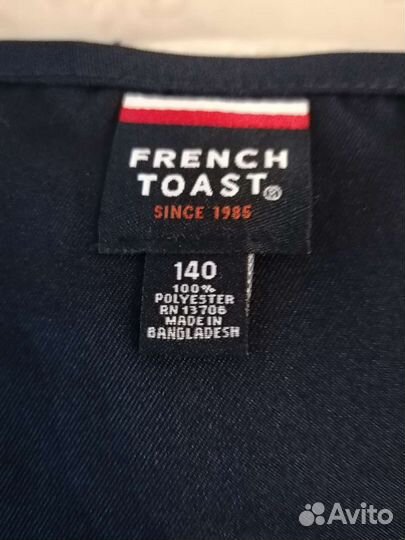 FRENCH
TOAST®
SINCE 1985
140
100%
POLYESTER
RN 13706
MADE IN
BANGLADESH
Avito